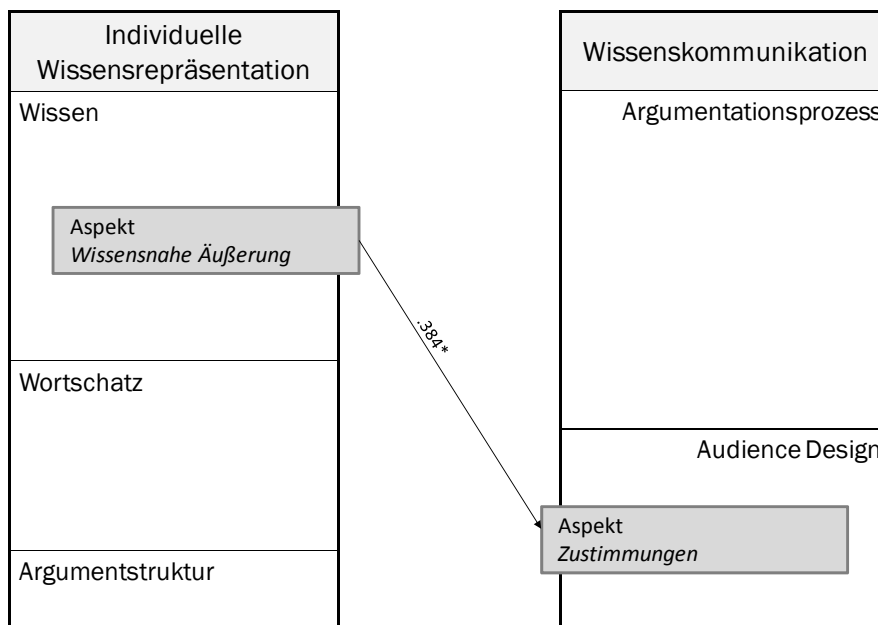 Individuelle
Wissensrepräsentation
Wissen
Aspekt
Wissensnahe Äußerung
Wortschatz
Argumentstruktur
.384*
Wissenskommunikation
Argumentationsprozess
Audience Design
Aspekt
Zustimmungen